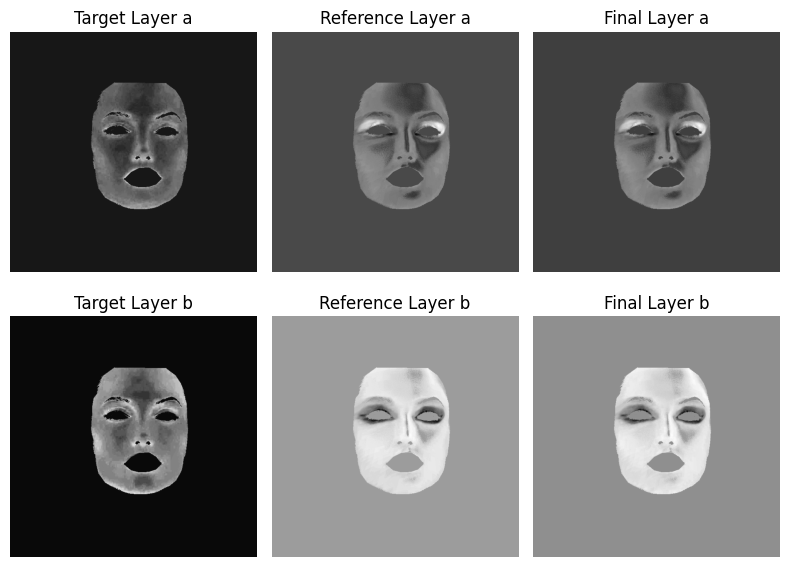 Target Layer a
Reference Layer a
Final Layer a
Target Layer b
Reference Layer b
Final Layer b